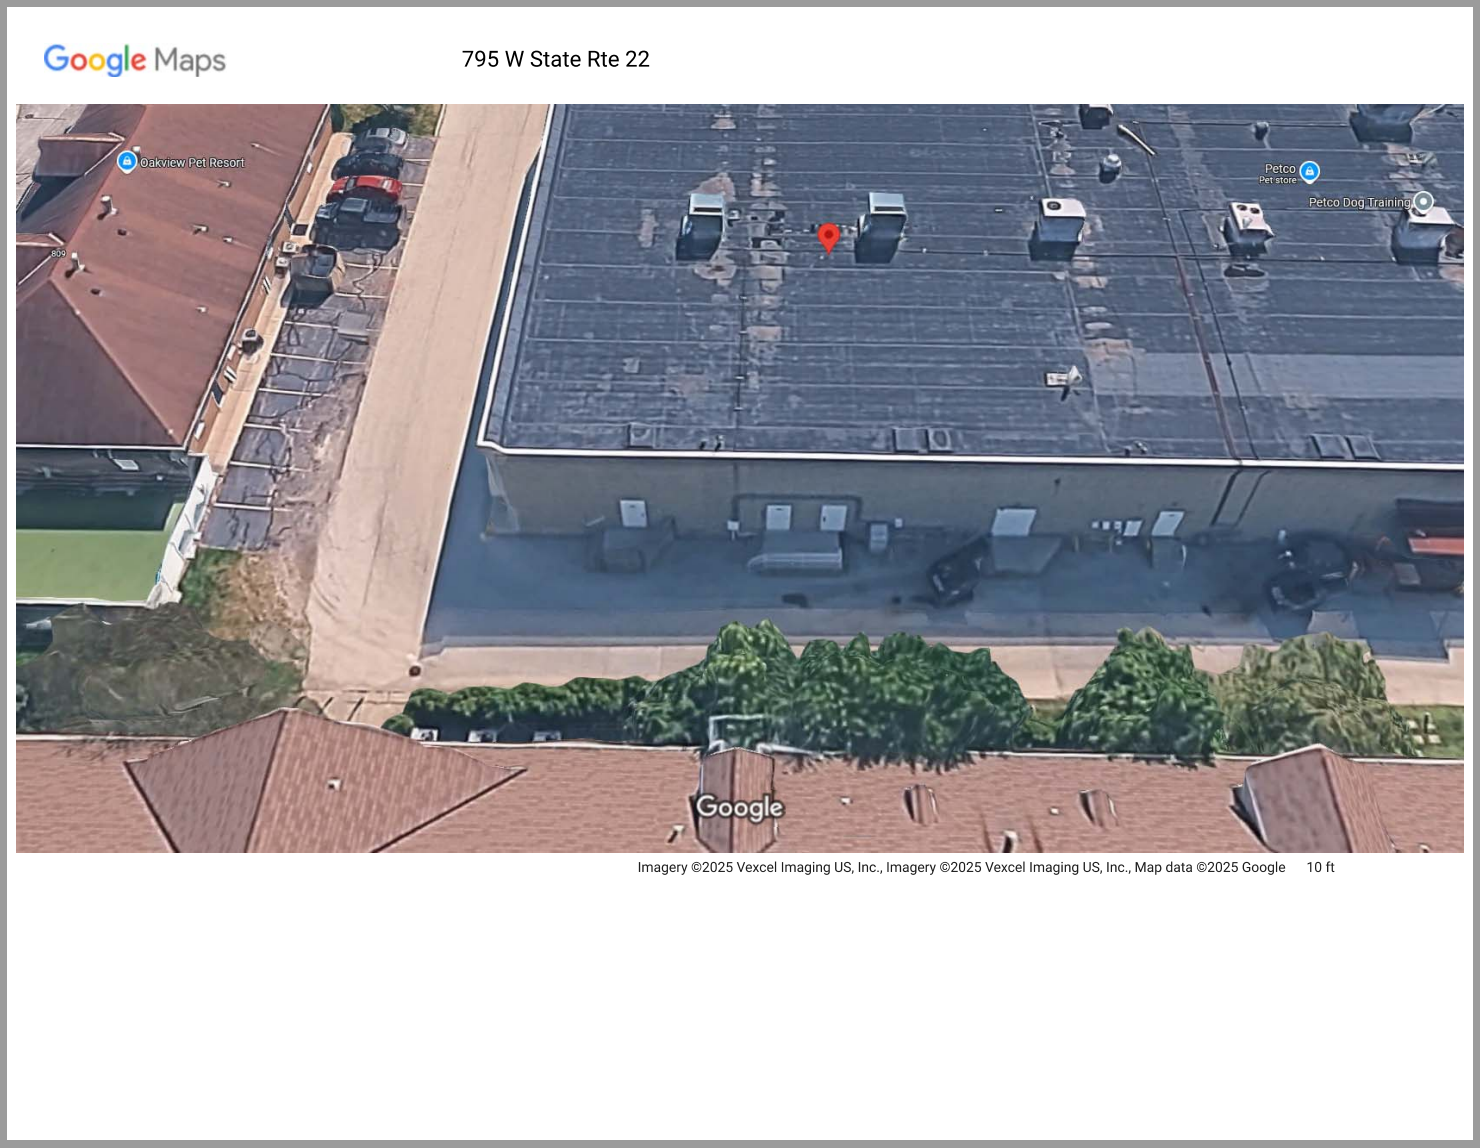 Google Maps
795 W State Rte 22
Oakview Pet Resort
Petco
Pet store
Petco Dog Training
809
Google
Imagery ©2025 Vexcel Imaging US, Inc., Imagery ©2025 Vexcel Imaging US, Inc., Map data ©2025 Google 10 ft